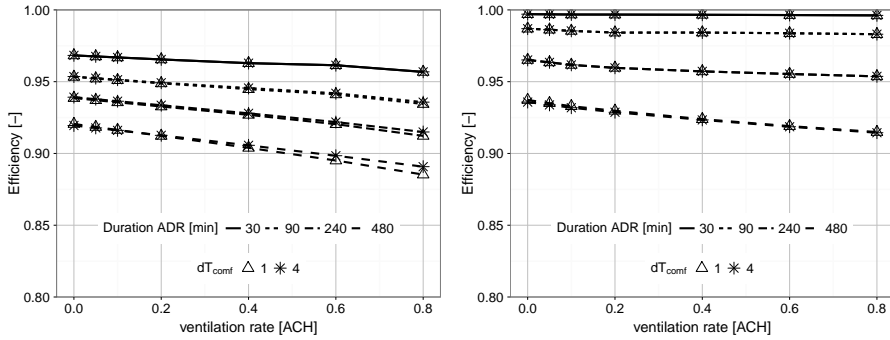 1.00
0.95
0.90
0.85
0.80
Efficiency [–]
Duration ADR [min] 30 90 240 480
dTcomf 1 4
0.0 0.2 0.4 0.6 0.8
ventilation rate [ACH]
1.00
0.95
0.90
0.85
0.80
Efficiency [–]
Duration ADR [min] 30 90 240 480
dTcomf 1 4
0.0 0.2 0.4 0.6 0.8
ventilation rate [ACH]